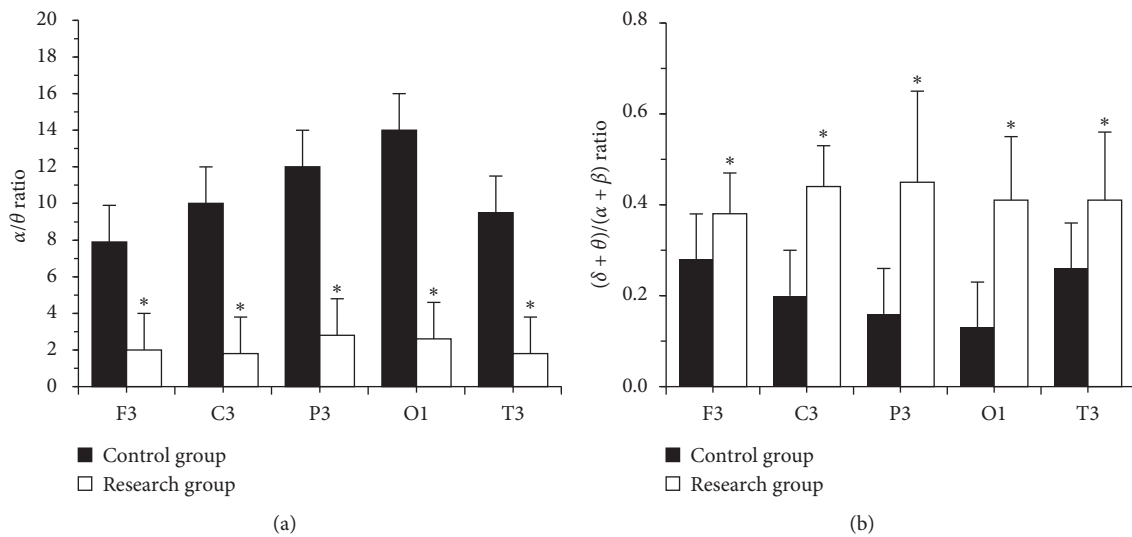 20
18
16
14
12
10
8
6
4
2
0
α/θ ratio
*
*
*
*
*
F3
C3
P3
O1
T3
Control group
Research group
(a)
0.8
0.6
0.4
0.2
0.0
(δ + θ)/(α + β) ratio
*
*
*
*
*
F3
C3
P3
O1
T3
Control group
Research group
(b)